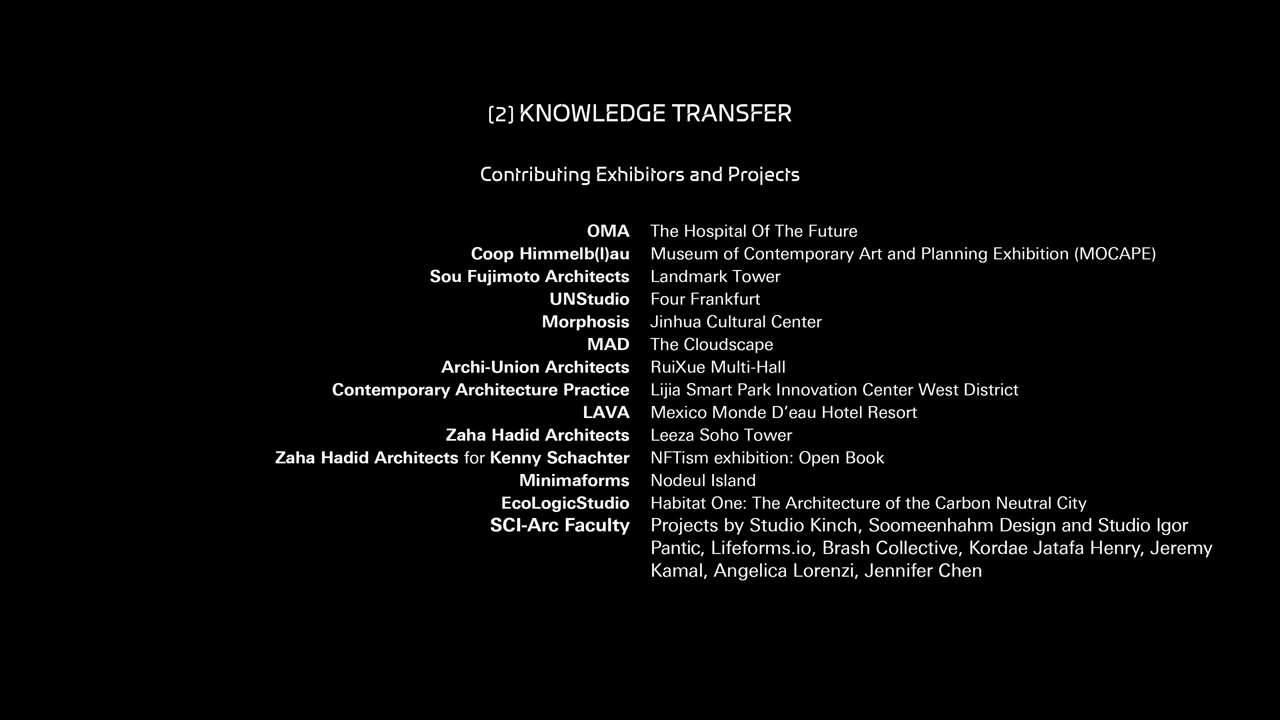 [2] KNOWLEDGE TRANSFER
Contributing Exhibitors and Projects
OMA The Hospital Of The Future
Coop Himmelb(l)au Museum of Contemporary Art and Planning Exhibition (MOCAPE)
Sou Fujimoto Architects Landmark Tower
UNStudio Four Frankfurt
Morphosis Jinhua Cultural Center
MAD The Cloudscape
Archi-Union Architects RuiXue Multi-Hall
Contemporary Architecture Practice Lijia Smart Park Innovation Center West District
LAVA Mexico Monde D’eau Hotel Resort
Zaha Hadid Architects Leeza Soho Tower
Zaha Hadid Architects for Kenny Schachter NFTism exhibition: Open Book
Minimaforms Nodeul Island
EcoLogicStudio Habitat One: The Architecture of the Carbon Neutral City
SCI-Arc Faculty Projects by Studio Kinch, Soomeenhahm Design and Studio Igor
Pantic, Lifeforms.io, Brash Collective, Kordae Jatafa Henry, Jeremy
Kamal, Angelica Lorenzi, Jennifer Chen